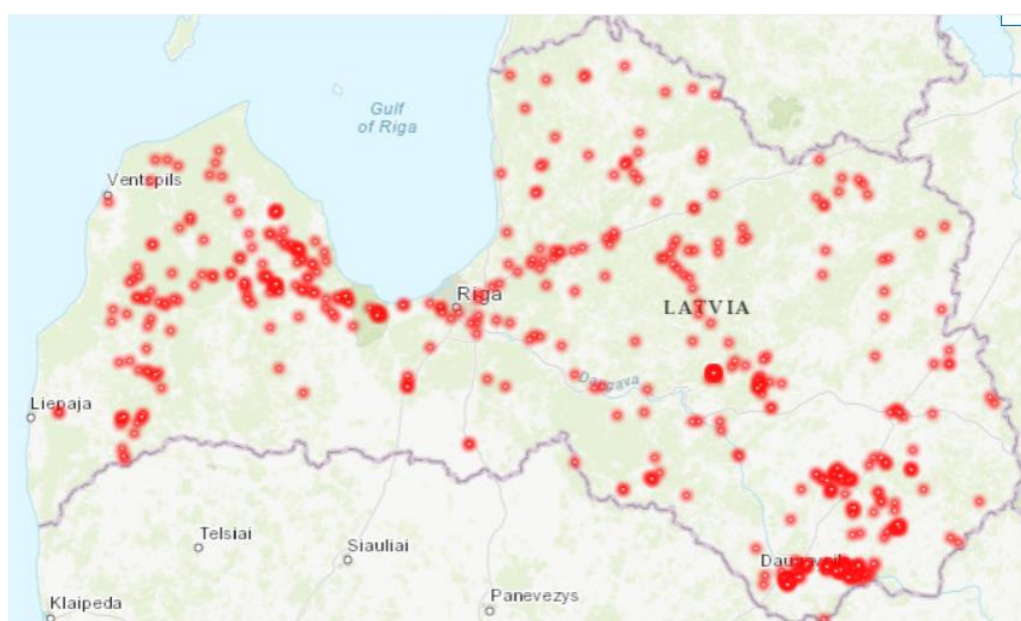 Gulf
of Riga
Ventspils
Riga
LATVIA
Daugava
Liepaja
Telsiai
Siauliai
Panevezys
Klaipeda